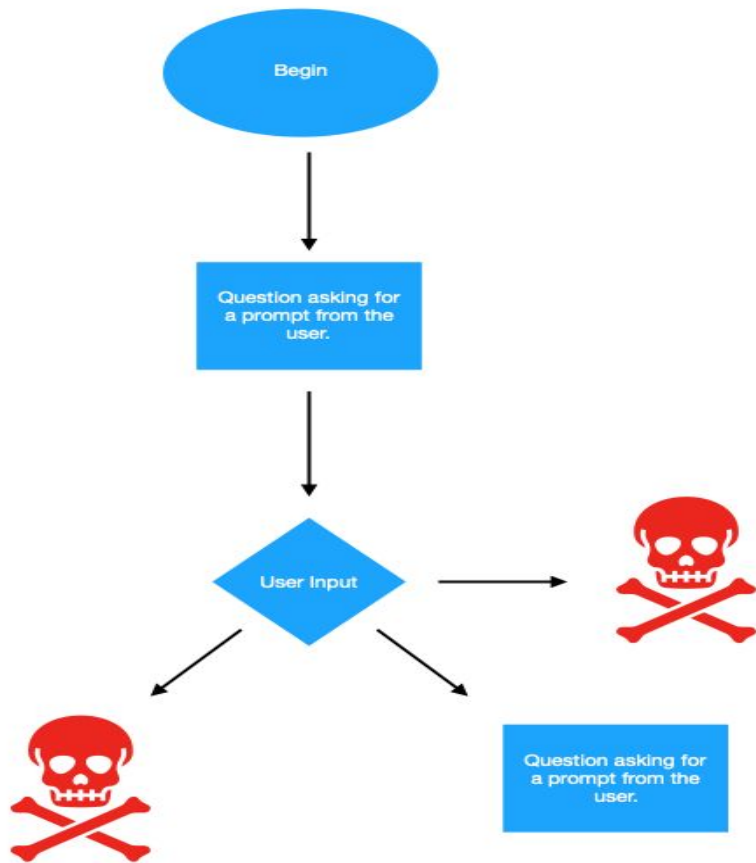 Begin
Question asking for
a prompt from the
user.
User Input
Question asking for
a prompt from the
user.